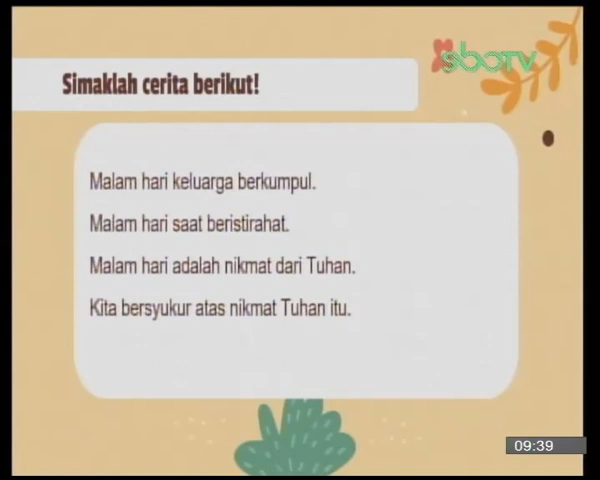 sbotv
Simaklah cerita berikut!
Malam hari keluarga berkumpul.
Malam hari saat beristirahat.
Malam hari adalah nikmat dari Tuhan.
Kita bersyukur atas nikmat Tuhan itu.
09:39